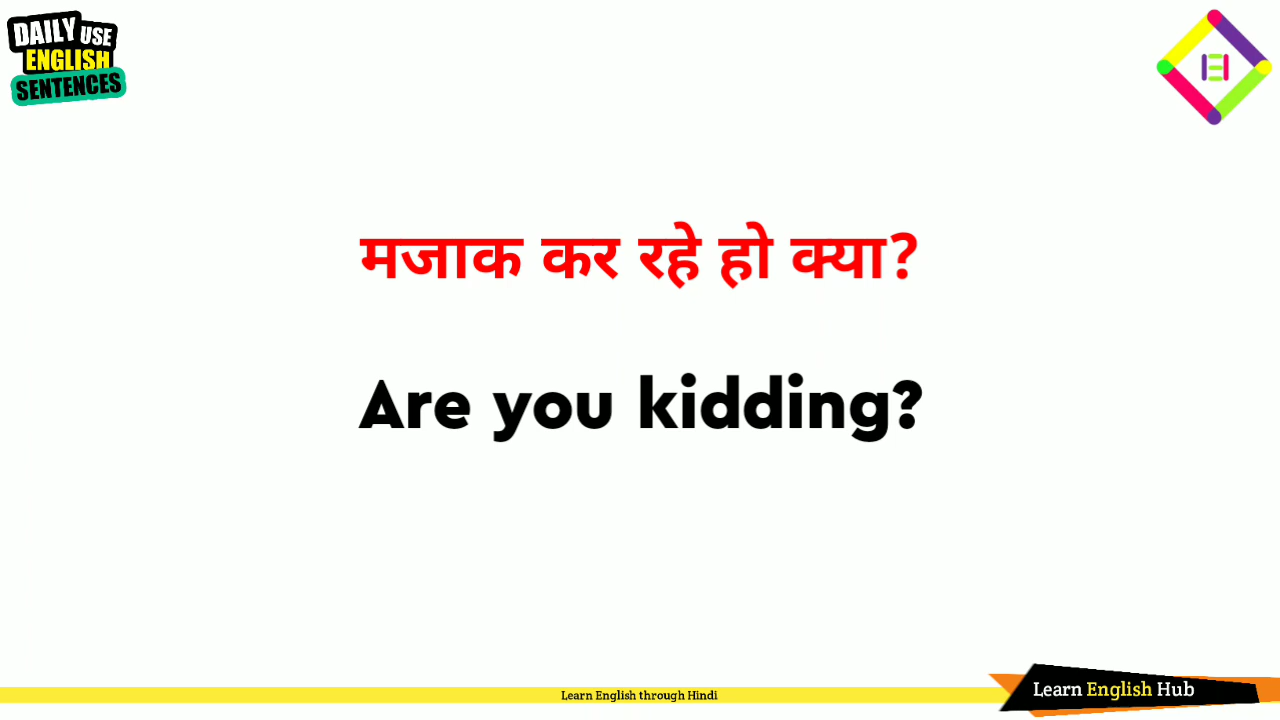 DAILY USE
ENGLISH
SENTENCES
मजाक कर रहे हो क्या?
Are you kidding?
Learn English through Hindi
Learn English Hub